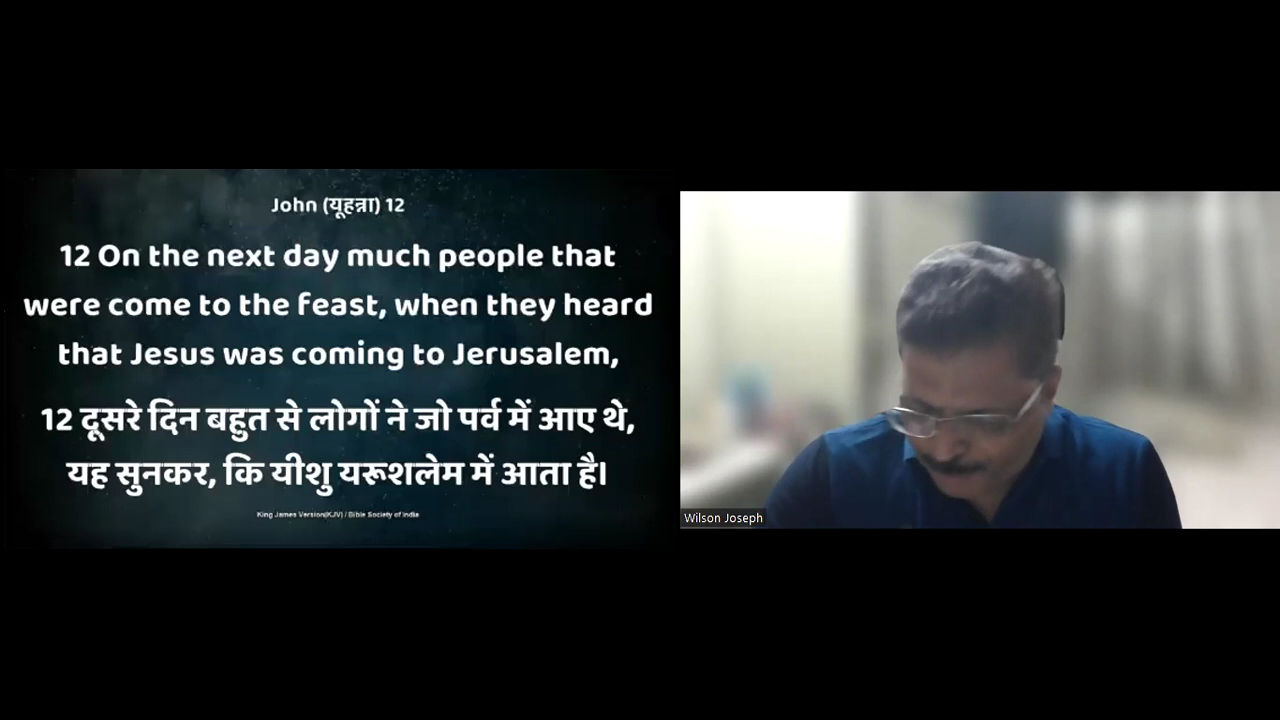 John (यूहन्ना) 12
12 On the next day much people that
were come to the feast, when they heard
that Jesus was coming to Jerusalem,
12 दूसरे दिन बहुत से लोगों ने जो पर्व में आए थे,
यह सुनकर, कि यीशु यरूशलेम में आता है।
King James Version(KJV) / Bible Society of India
Wilson Joseph